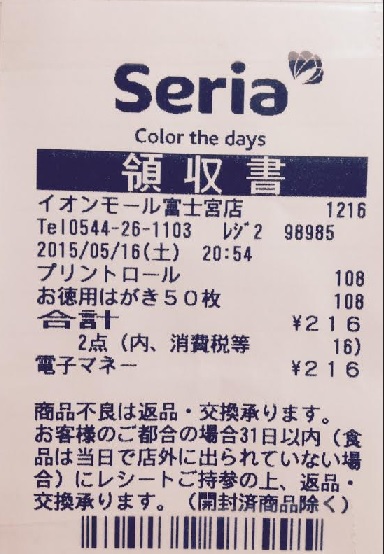 Seria
Color the days
領収書
イオンモール富士宮店 1216
Tel0544-26-1103 レジ2 98985
2015/05/16(土) 20:54
プリントロール 108
お徳用はがき５０枚 108
合計 ¥２１６
2点（内、消費税等 16）
電子マネー ¥２１６
商品不良は返品・交換承ります。
お客様のご都合の場合31日以内（食
品は当日で店外に出られていない場
合）にレシートご持参の上、返品・
交換承ります。（開封済商品除く）